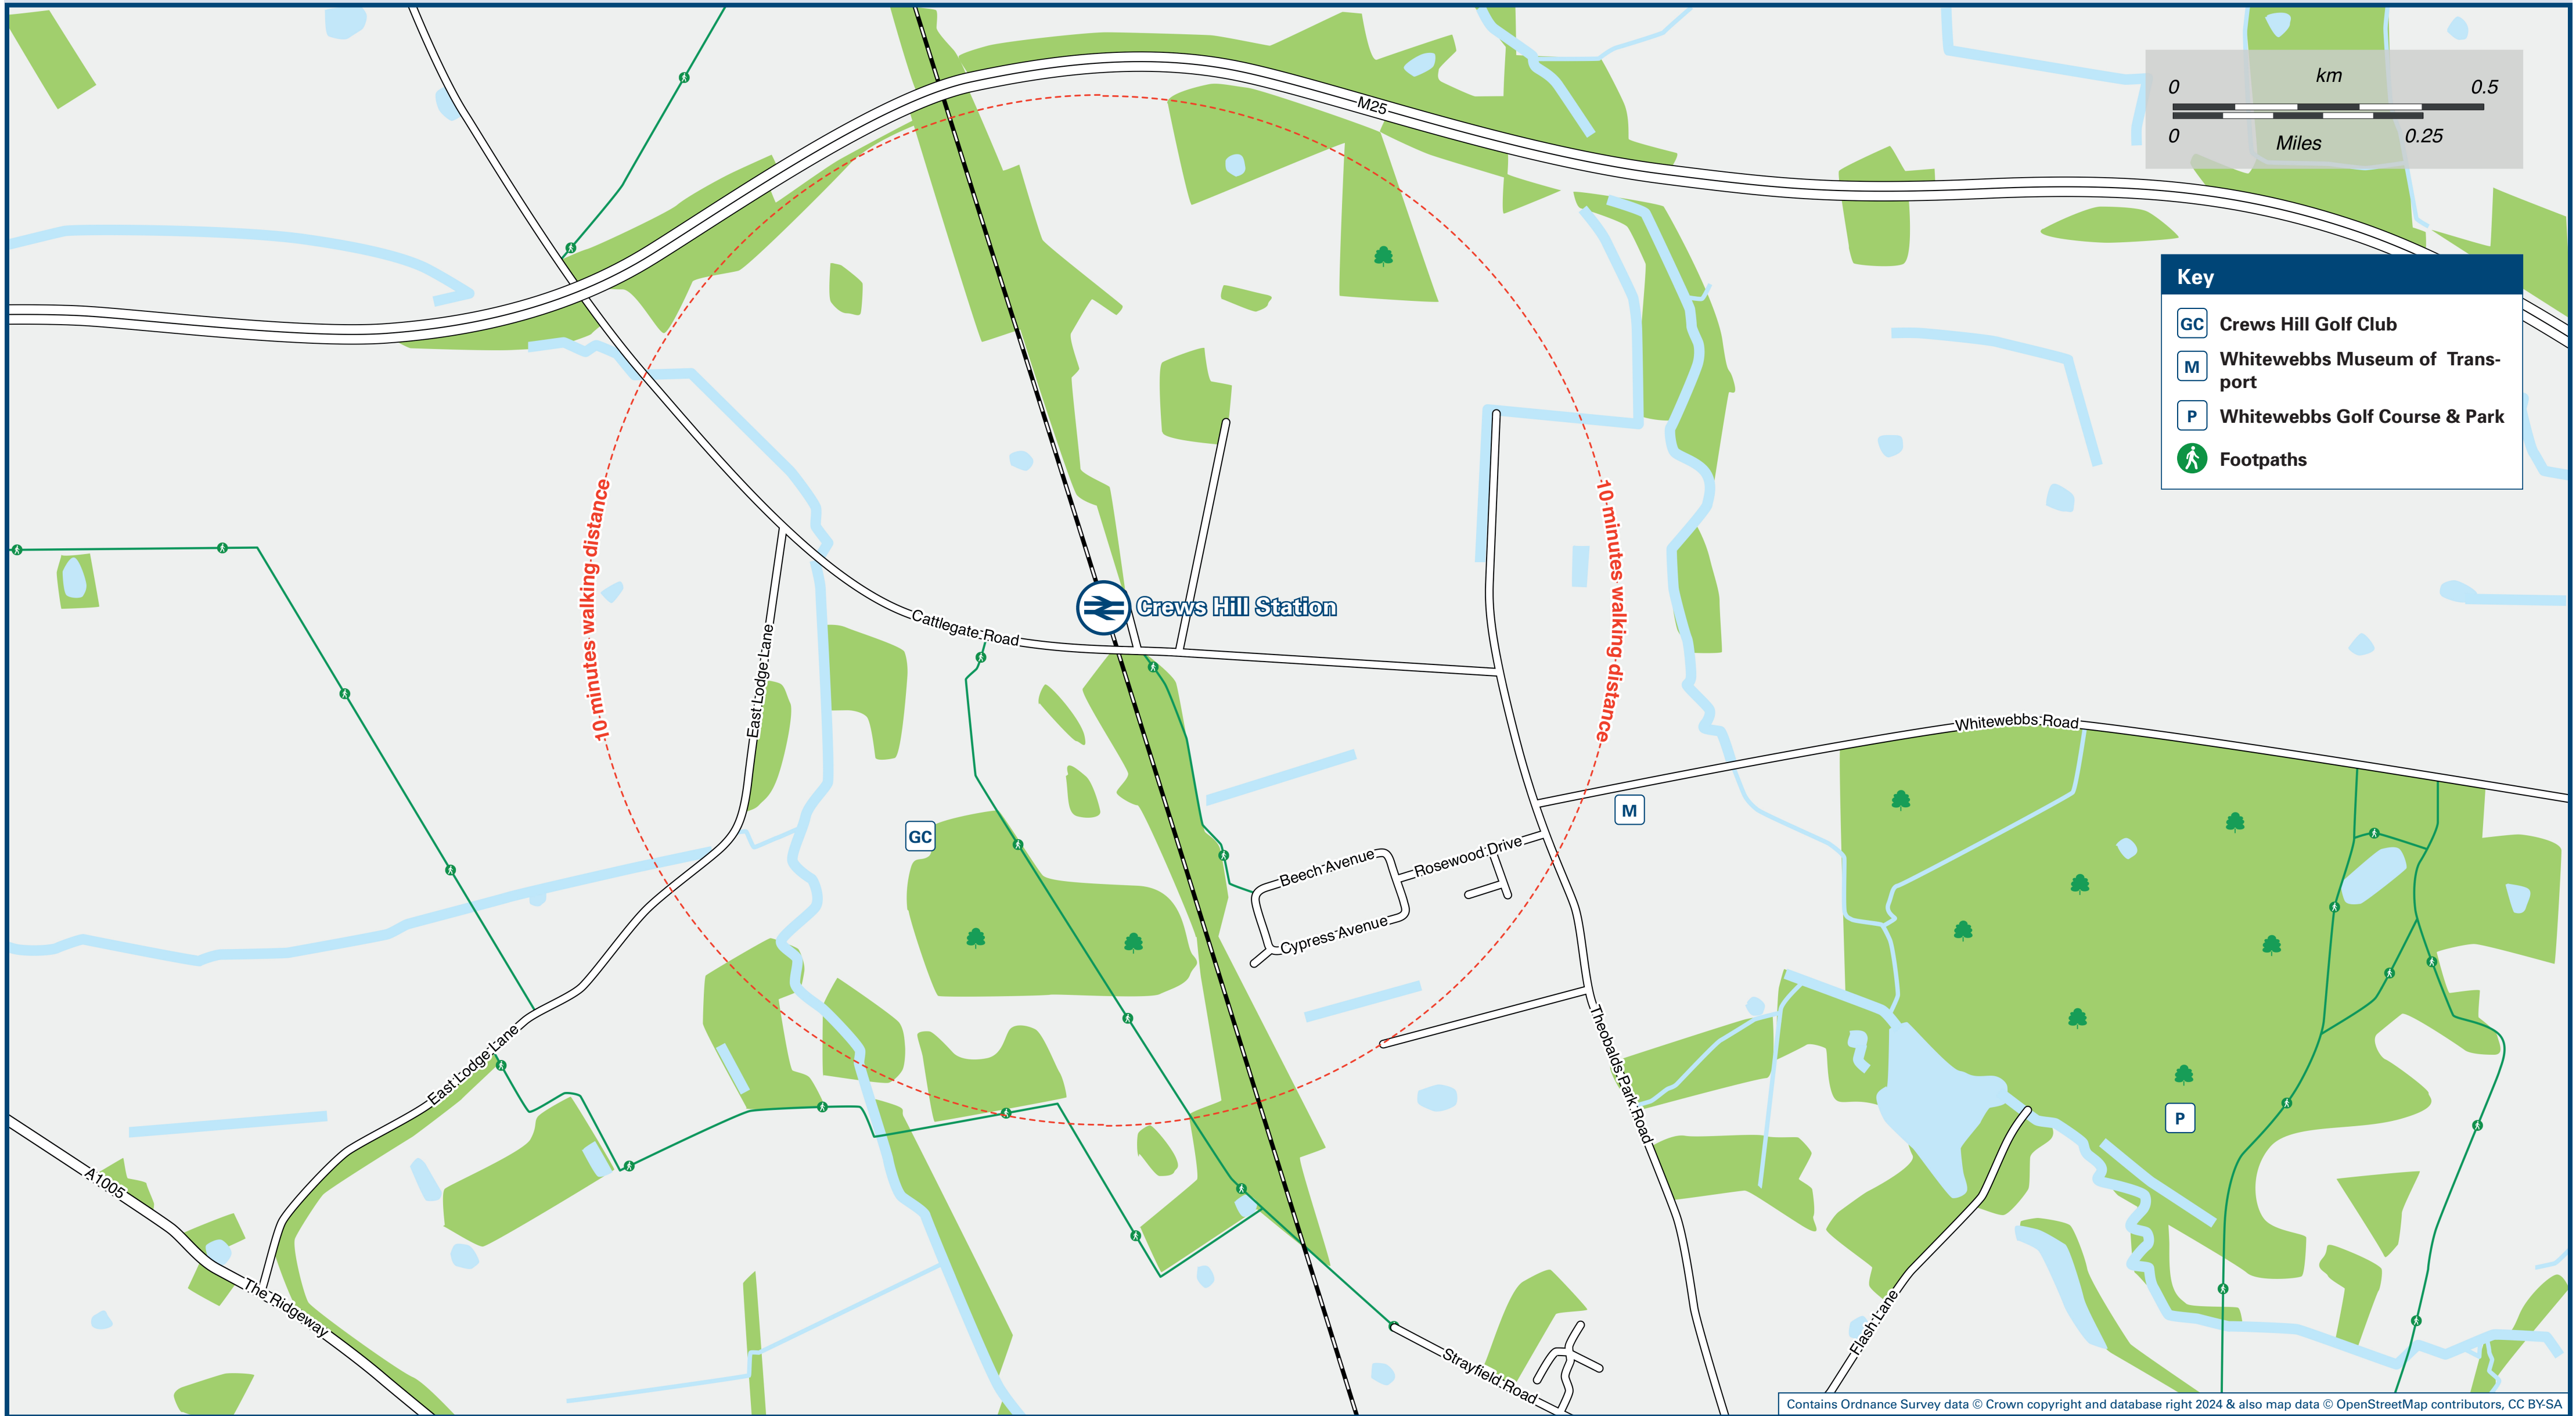 M25
km
0 0.5
0 0.25
Miles
Key
GC Crews Hill Golf Club
M Whitewebbs Museum of Trans-
port
P Whitewebbs Golf Course & Park
Footpaths
10 minutes walking distance
10 minutes walking distance
Crews Hill Station
Cattlegate Road
East Lodge Lane
Whitewebbs Road
M
GC
Beech Avenue
Rosewood Drive
Cypress Avenue
East Lodge Lane
Theobalds Park Road
P
A1005
The Ridgeway
Flash Lane
Strayfield Road
Contains Ordnance Survey data © Crown copyright and database right 2024 & also map data © OpenStreetMap contributors, CC BY-SA